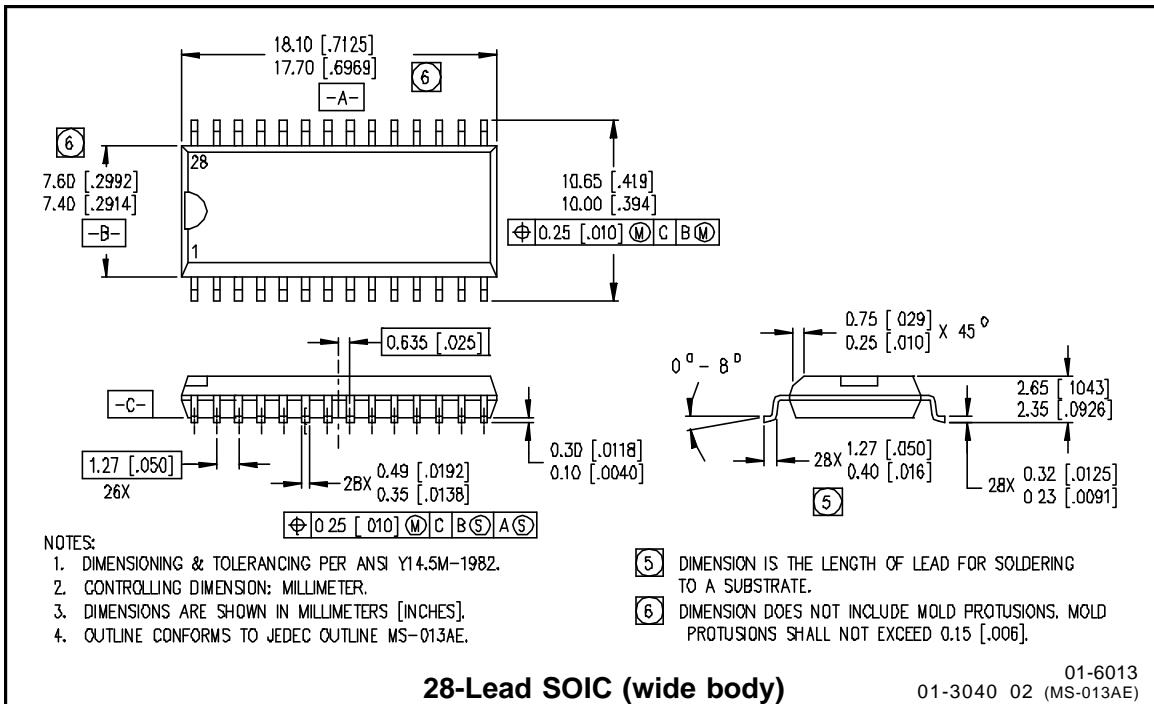 18.10 [.7125]
17.70 [.6969]
6
-A-
6
28
7.60 [.2992]
7.40 [.2914]
-B-
1
10.65 [.419]
10.00 [.394]
⌖ 0.25 [.010] Ⓜ C B Ⓜ
0.635 [.025]
-C-
1.27 [.050]
26X
28X 0.49 [.0192]
0.35 [.0138]
⌖ 0 25 [ 010] Ⓜ C B Ⓢ A Ⓢ
0.30 [.0118]
0.10 [.0040]
0.75 [ 029]
0.25 [.010] X 45°
0° - 8°
2.65 [ 1043]
2.35 [.0926]
28X 1.27 [.050]
0.40 [.016]
5
28X 0.32 [.0125]
0 23 [.0091]
NOTES:
1. DIMENSIONING & TOLERANCING PER ANSI Y14.5M-1982.
2. CONTROLLING DIMENSION: MILLIMETER.
3. DIMENSIONS ARE SHOWN IN MILLIMETERS [INCHES].
4. OUTLINE CONFORMS TO JEDEC OUTLINE MS-013AE.
5 DIMENSION IS THE LENGTH OF LEAD FOR SOLDERING
TO A SUBSTRATE.
6 DIMENSION DOES NOT INCLUDE MOLD PROTUSIONS. MOLD
PROTUSIONS SHALL NOT EXCEED 0.15 [.006].
28-Lead SOIC (wide body)
01-6013
01-3040 02 (MS-013AE)